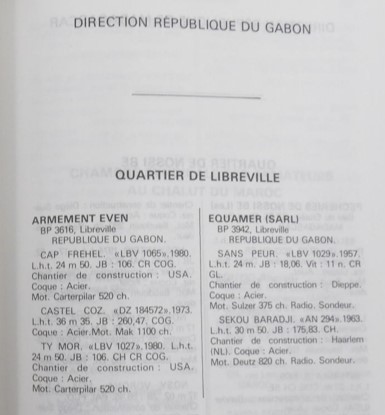 DIRECTION RÉPUBLIQUE DU GABON
QUARTIER DE LIBREVILLE
ARMEMENT EVEN
BP 3616, Libreville
REPUBLIQUE DU GABON.
CAP FREHEL. «LBV 1065».1980.
L.h.t. 24 m 50. JB : 106. CR COG.
Chantier de construction : USA.
Coque : Acier.
Mot. Carterpilar 520 ch.
CASTEL COZ. «DZ 184572».1973.
L.h.t. 36 m 35. JB : 260,47. COG.
Coque : Acier.Mot. Mak 1100 ch.
TY MOR. «LBV 1027».1980. L.h.t.
24 m 50. JB : 106. CH CR COG.
Chantier de construction : USA.
Coque : Acier.
Mot. Carterpilar 520 ch.
EQUAMER (SARL)
BP 3942, Libreville
REPUBLIQUE DU GABON.
SANS PEUR. «LBV 1029».1957.
L.h.t. 24 m. JB : 18,06. Vit : 11 n. CR
GL.
Chantier de construction : Dieppe.
Coque : Acier.
Mot. Sulzer 375 ch. Radio. Sondeur.
SEKOU BARADJI. «AN 294».1963.
L.h.t. 30 m 50. JB : 175,83. CH.
Chantier de construction : Haarlem
(NL). Coque : Acier.
Mot. Deutz 820 ch. Radio. Sondeur.